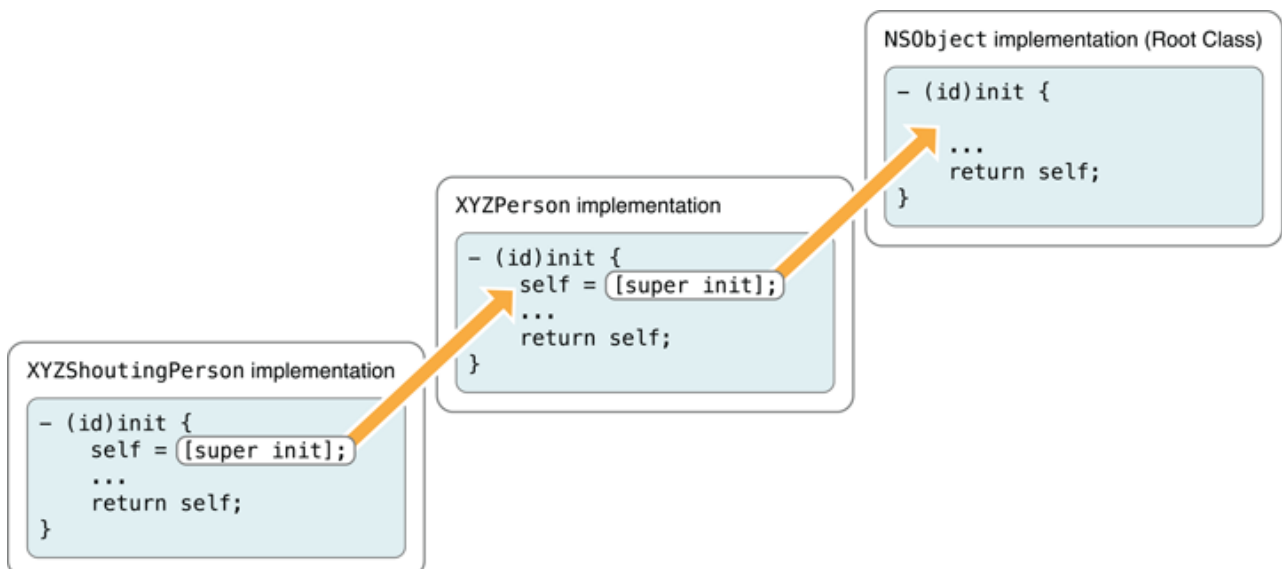 NSObject implementation (Root Class)
- (id)init {
...
return self;
}
XYZPerson implementation
- (id)init {
self = [super init];
...
return self;
}
XYZShoutingPerson implementation
- (id)init {
self = [super init];
...
return self;
}